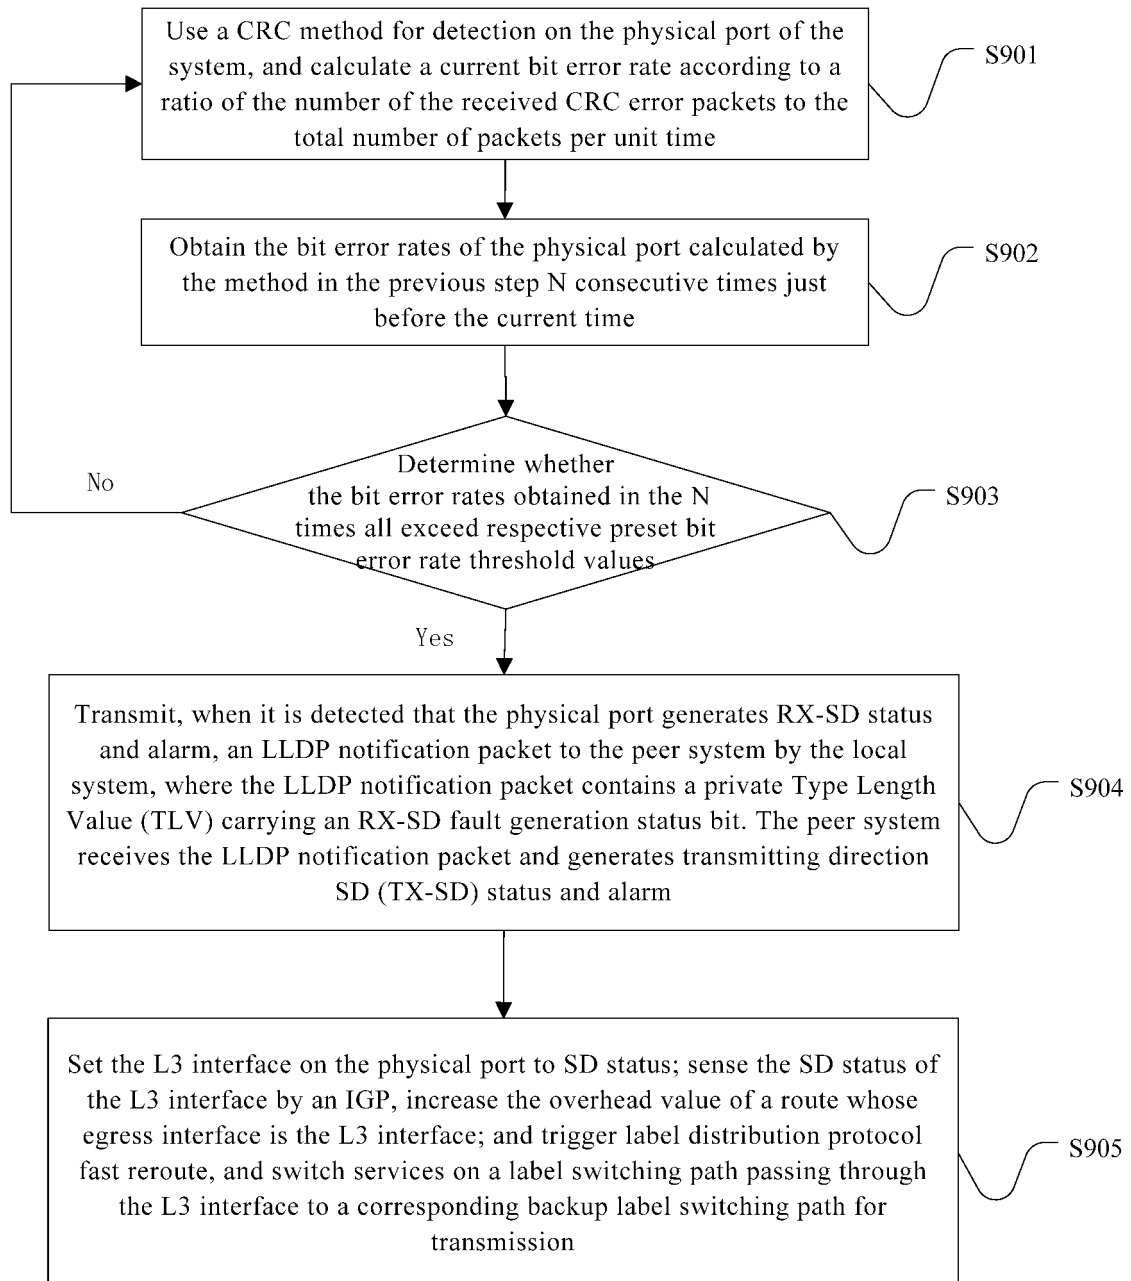 Use a CRC method for detection on the physical port of the
system, and calculate a current bit error rate according to a
ratio of the number of the received CRC error packets to the
total number of packets per unit time
S901
Obtain the bit error rates of the physical port calculated by
the method in the previous step N consecutive times just
before the current time
S902
Determine whether
the bit error rates obtained in the N
times all exceed respective preset bit
error rate threshold values
S903
No
Yes
Transmit, when it is detected that the physical port generates RX-SD status
and alarm, an LLDP notification packet to the peer system by the local
system, where the LLDP notification packet contains a private Type Length
Value (TLV) carrying an RX-SD fault generation status bit. The peer system
receives the LLDP notification packet and generates transmitting direction
SD (TX-SD) status and alarm
S904
Set the L3 interface on the physical port to SD status; sense the SD status of
the L3 interface by an IGP, increase the overhead value of a route whose
egress interface is the L3 interface; and trigger label distribution protocol
fast reroute, and switch services on a label switching path passing through
the L3 interface to a corresponding backup label switching path for
transmission
S905